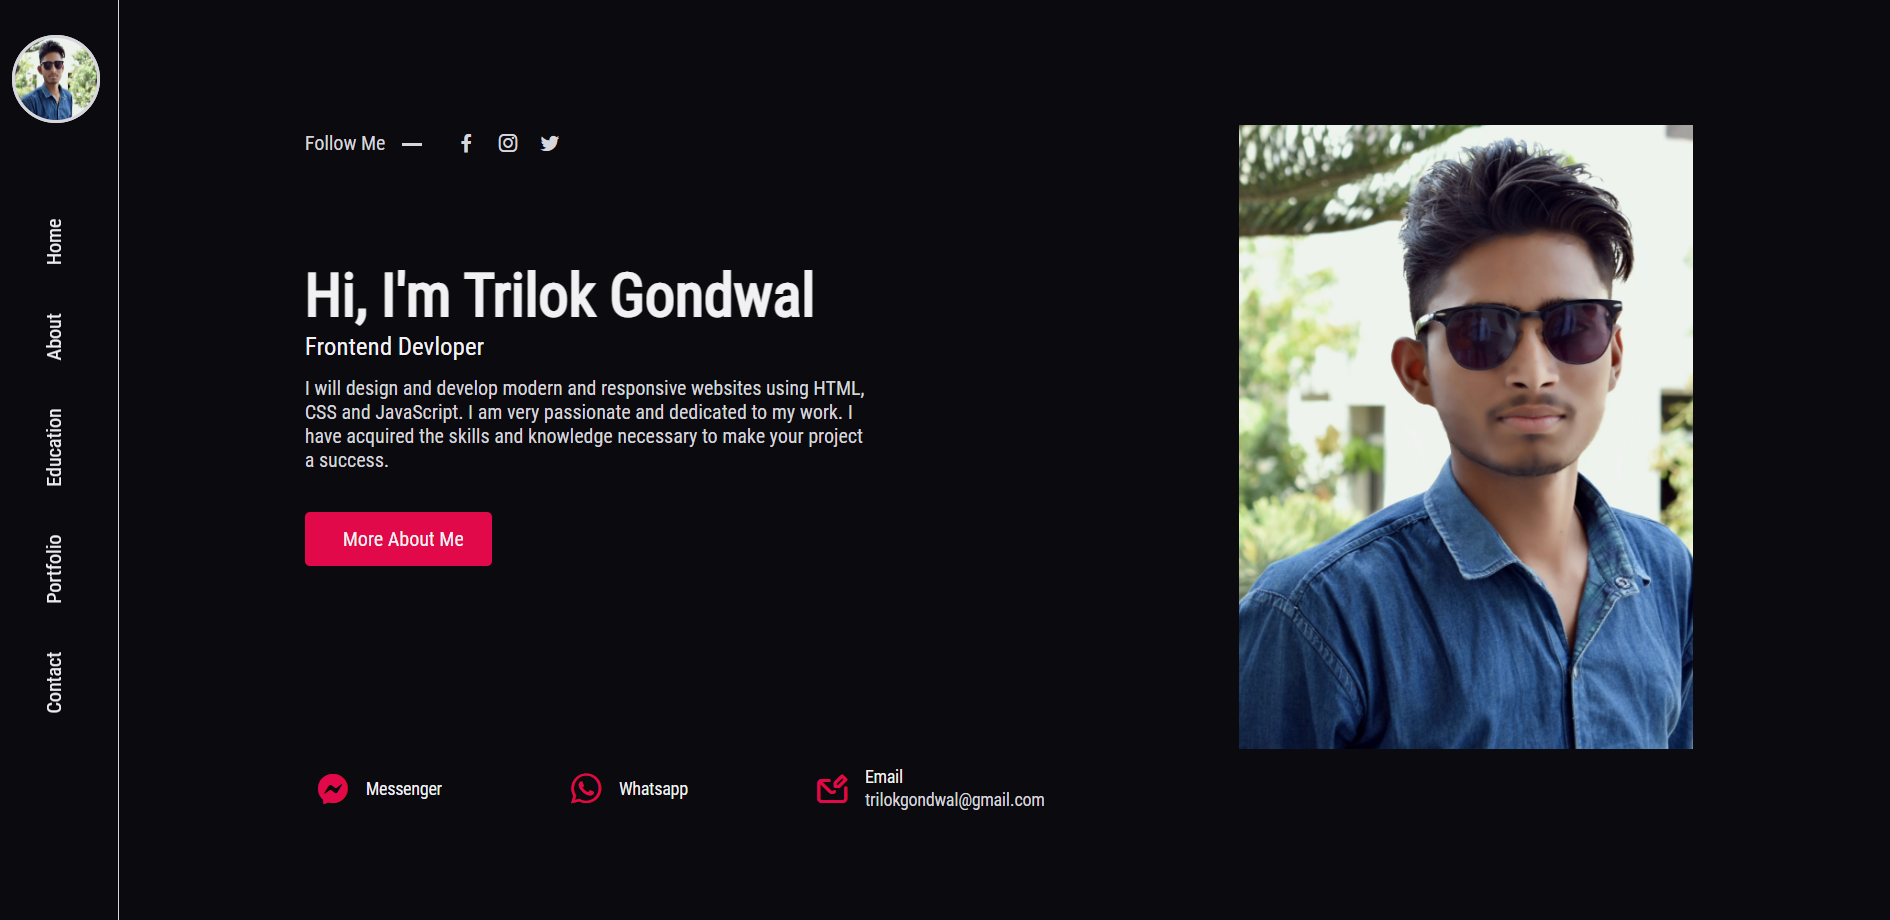 Home
About
Education
Portfolio
Contact
Follow Me
Hi, I'm Trilok Gondwal
Frontend Devloper
I will design and develop modern and responsive websites using HTML,
CSS and JavaScript. I am very passionate and dedicated to my work. I
have acquired the skills and knowledge necessary to make your project
a success.
More About Me
Messenger
Whatsapp
Email
trilokgondwal@gmail.com